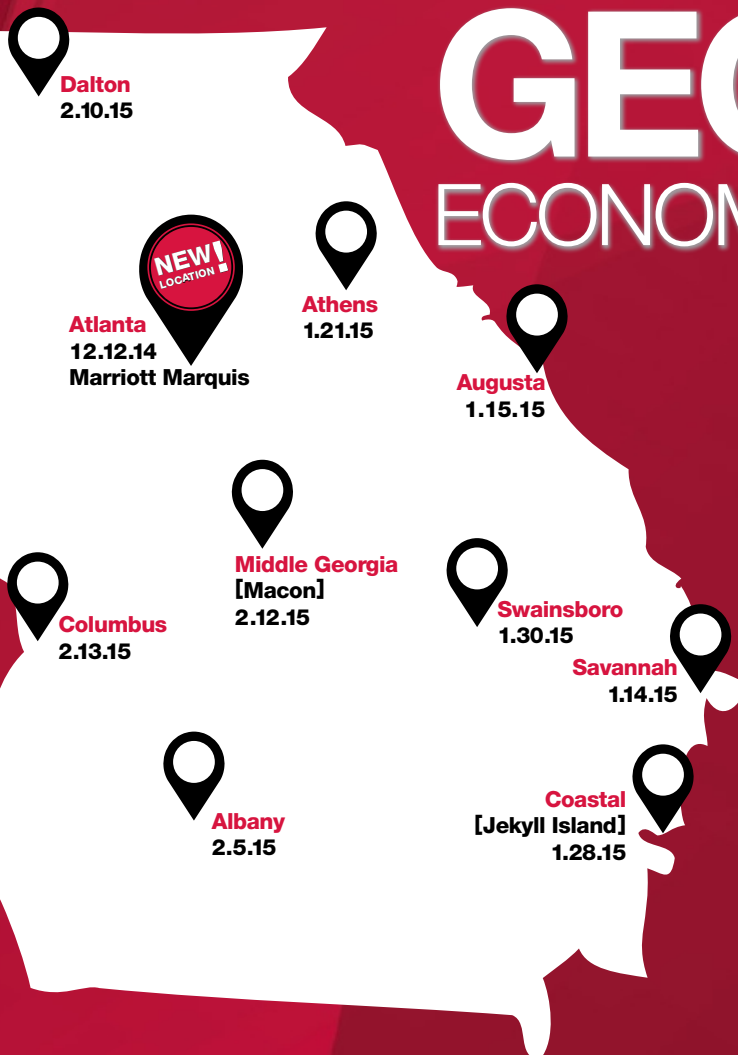 GEO
ECONOM
Dalton
2.10.15
NEW!
LOCATION
Atlanta
12.12.14
Marriott Marquis
Athens
1.21.15
Augusta
1.15.15
Middle Georgia
[Macon]
2.12.15
Columbus
2.13.15
Swainsboro
1.30.15
Savannah
1.14.15
Albany
2.5.15
Coastal
[Jekyll Island]
1.28.15